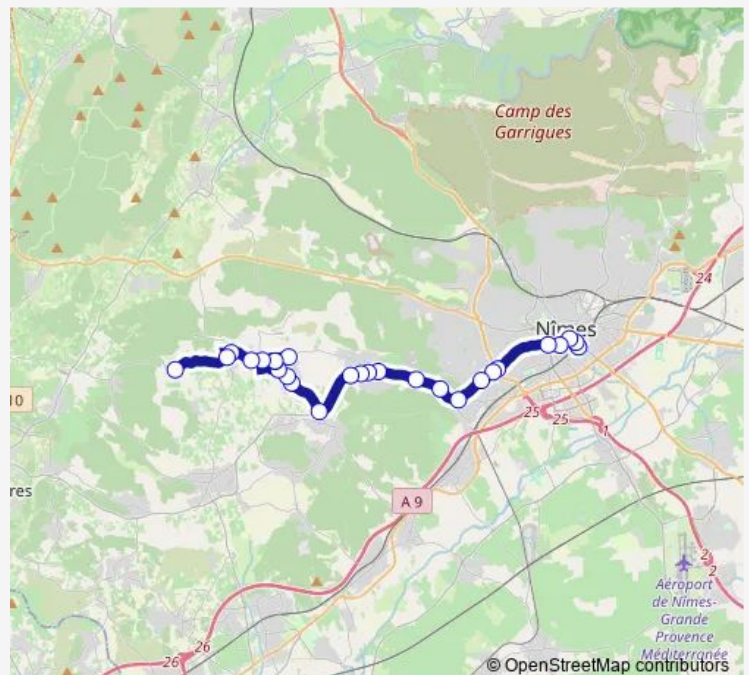 Camp des
Garrigues
24
Nîmes
10
25
25
1
res
A 9
2
2
Aéroport
de Nîmes-
Grande
Provence
Méditerranée
26
26
© OpenStreetMap contributors